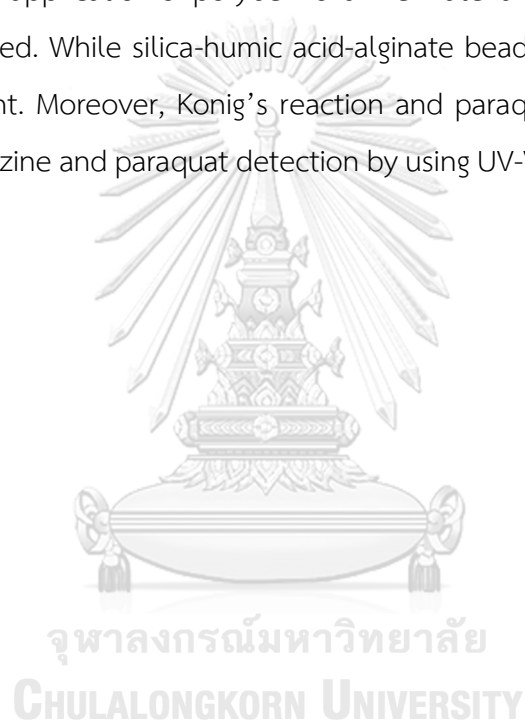 ed. While silica-humic acid-alginate bead
nt. Moreover, Konig's reaction and paraq
zine and paraquat detection by using UV-V
จุฬาลงกรณ์มหาวิทยาลัย
CHULALONGKORN UNIVERSITY